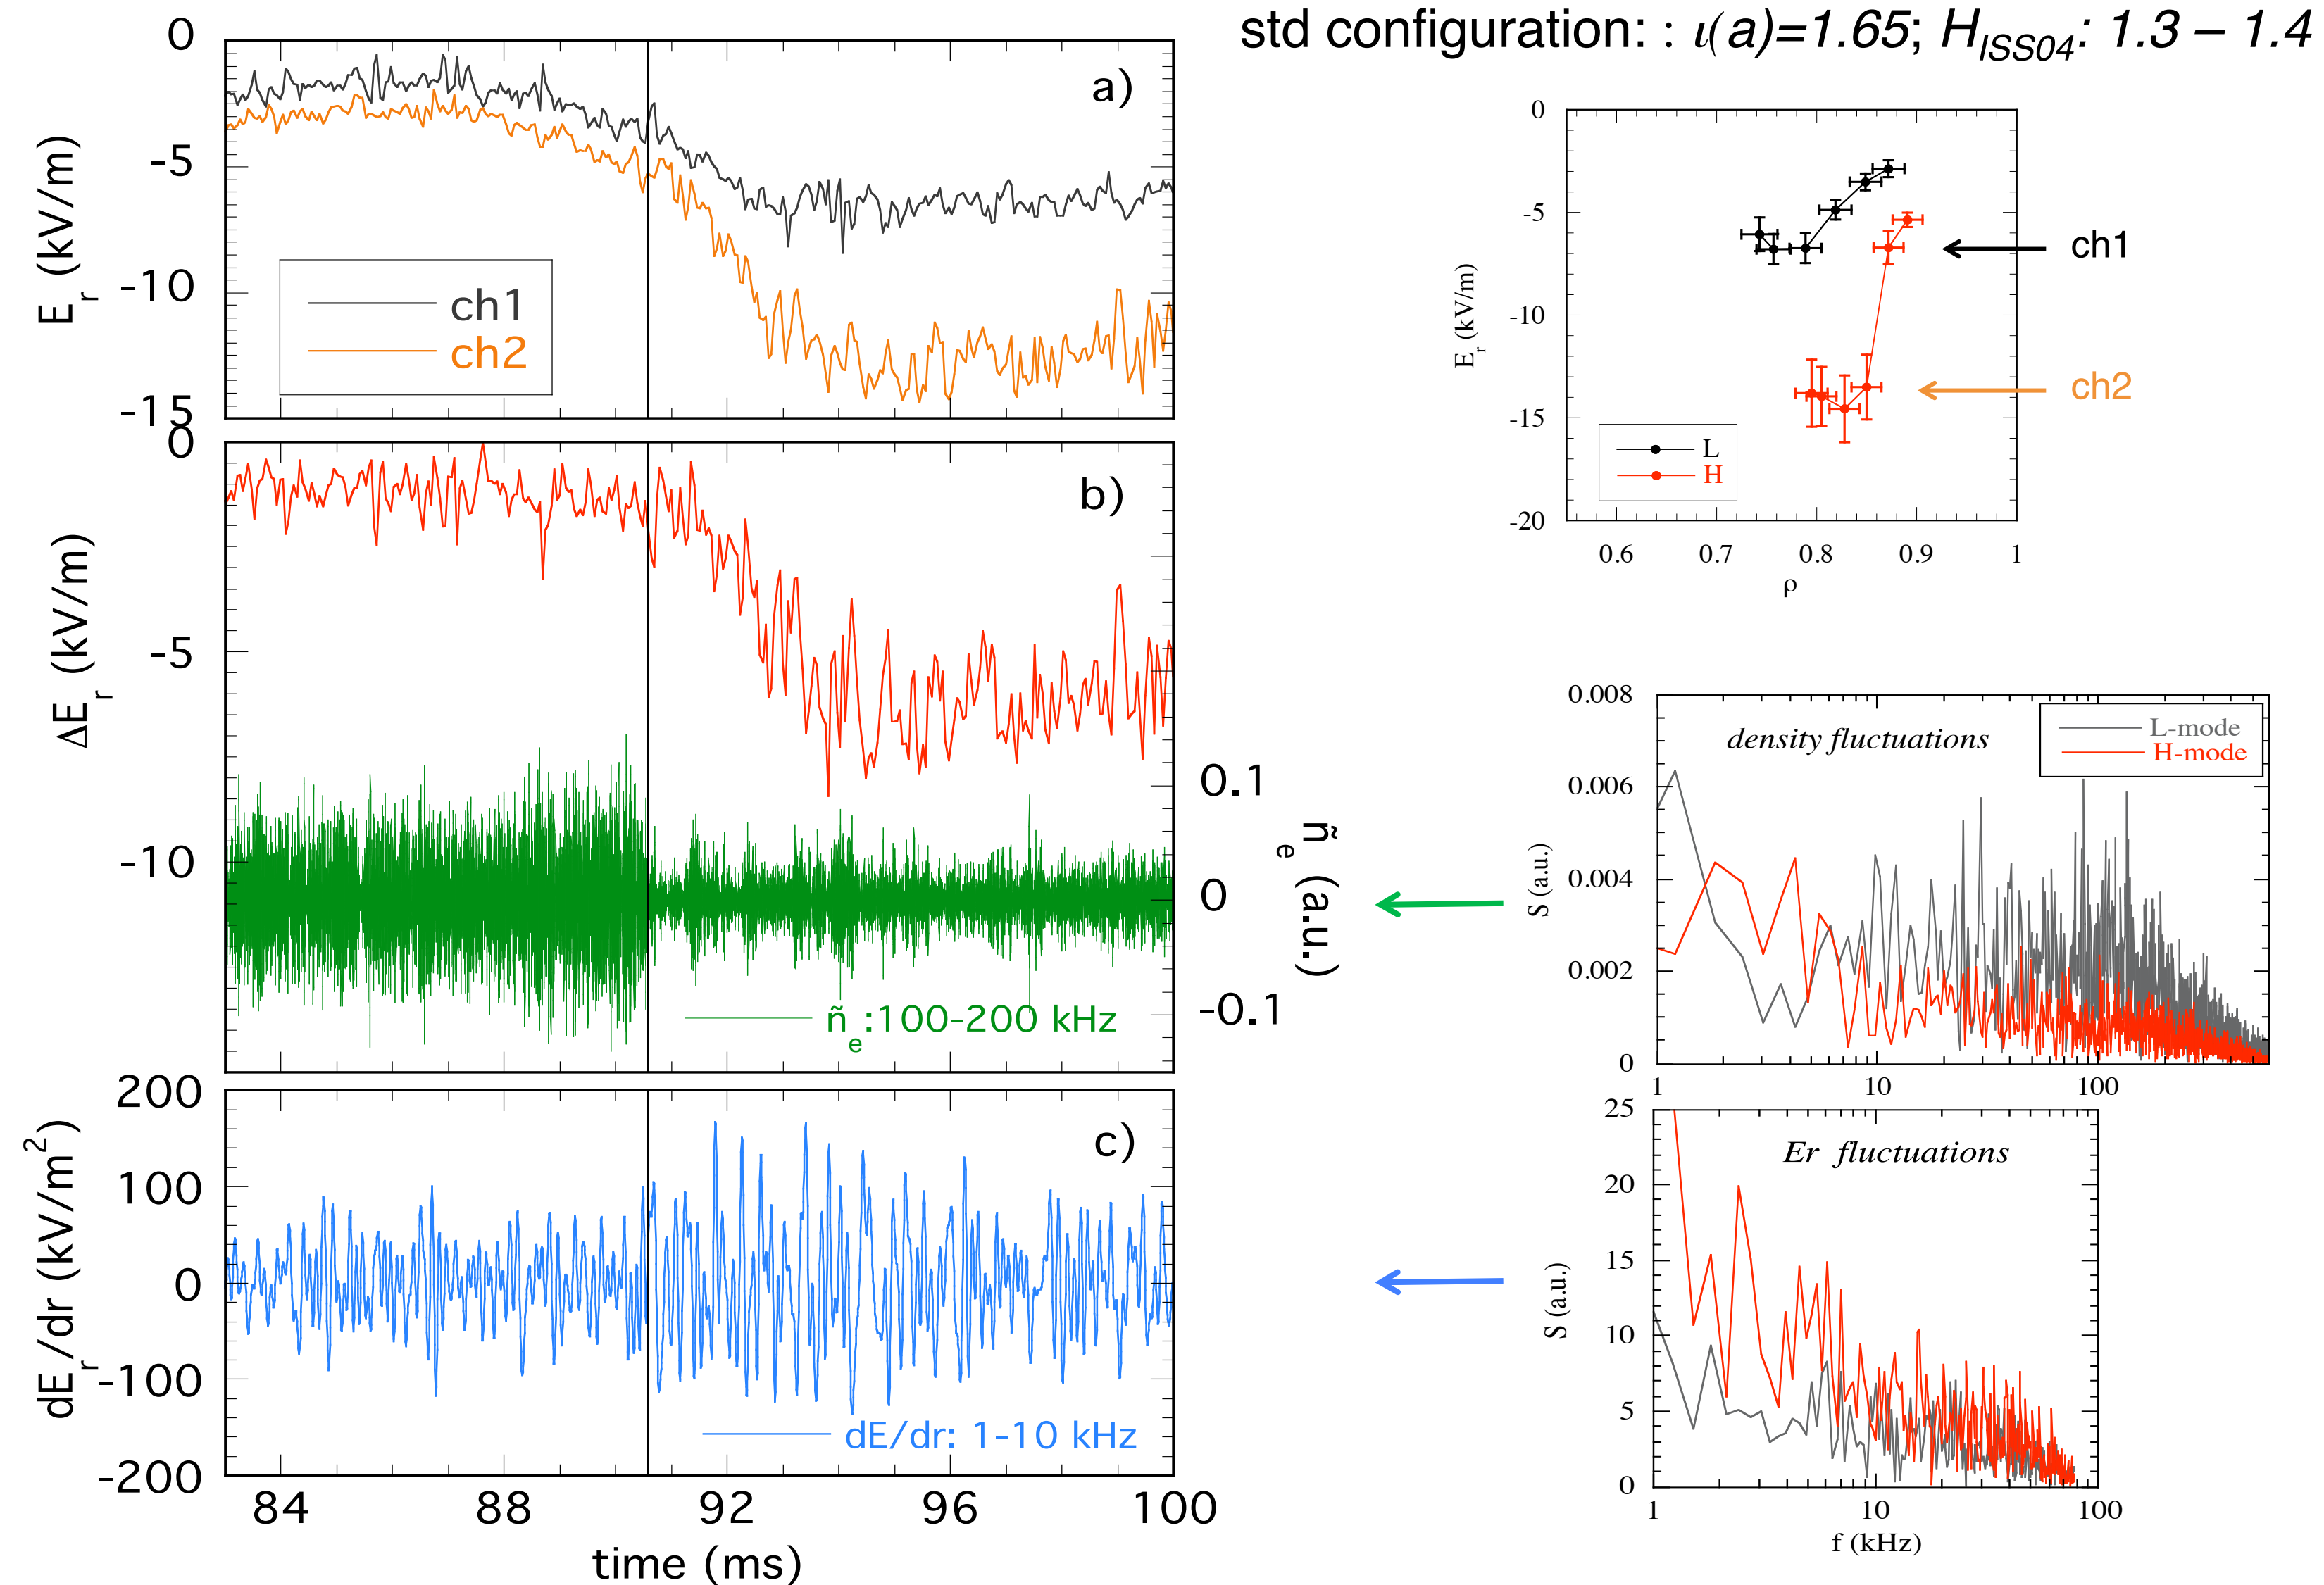 std configuration: : ι(a)=1.65; H_ISS04: 1.3 – 1.4
0
-5
-10
-15
E_r (kV/m)
a)
ch1
ch2
0
-5
-10
ΔE_r (kV/m)
b)
ñ_e:100-200 kHz
0.1
0
-0.1
ñ_e (a.u.)
200
100
0
-100
-200
dE_r/dr (kV/m²)
c)
dE/dr: 1-10 kHz
84 88 92 96 100
time (ms)
0
-5
-10
-15
-20
E_r (kV/m)
L
H
0.6 0.7 0.8 0.9 1
ρ
ch1
ch2
0.008
0.006
0.004
0.002
0
S (a.u.)
density fluctuations
L-mode
H-mode
1 10 100
25
20
15
10
5
0
S (a.u.)
Er fluctuations
1 10 100
f (kHz)